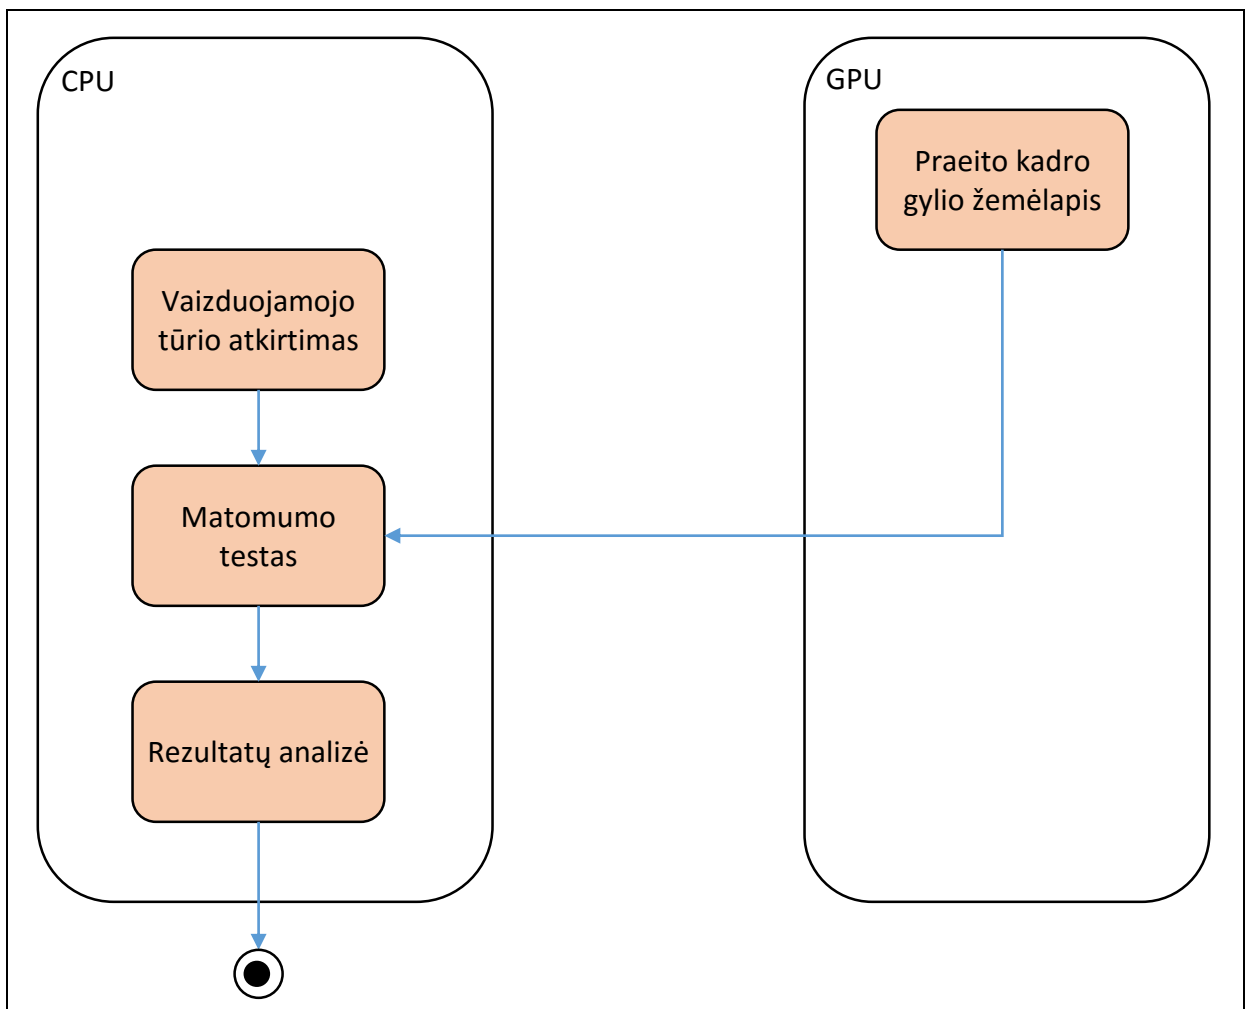 CPU
Vaizduojamojo
tūrio atkirtimas
Matomumo
testas
Rezultatų analizė
GPU
Praeito kadro
gylio žemėlapis